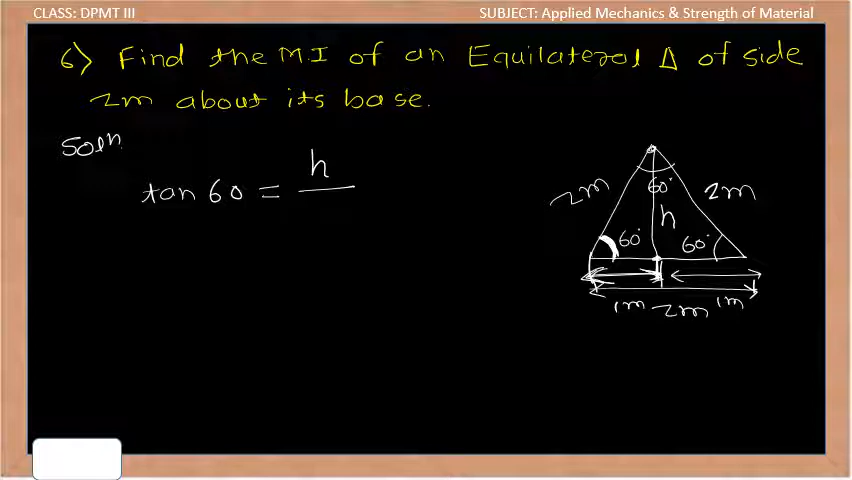 CLASS: DPMT III
SUBJECT: Applied Mechanics & Strength of Material
6) Find the M.I of an Equilateral Δ of side
2m about its base.
Soln.
tan 60 = h
2m
2m
60°
h
60°
60°
1m
2m
1m